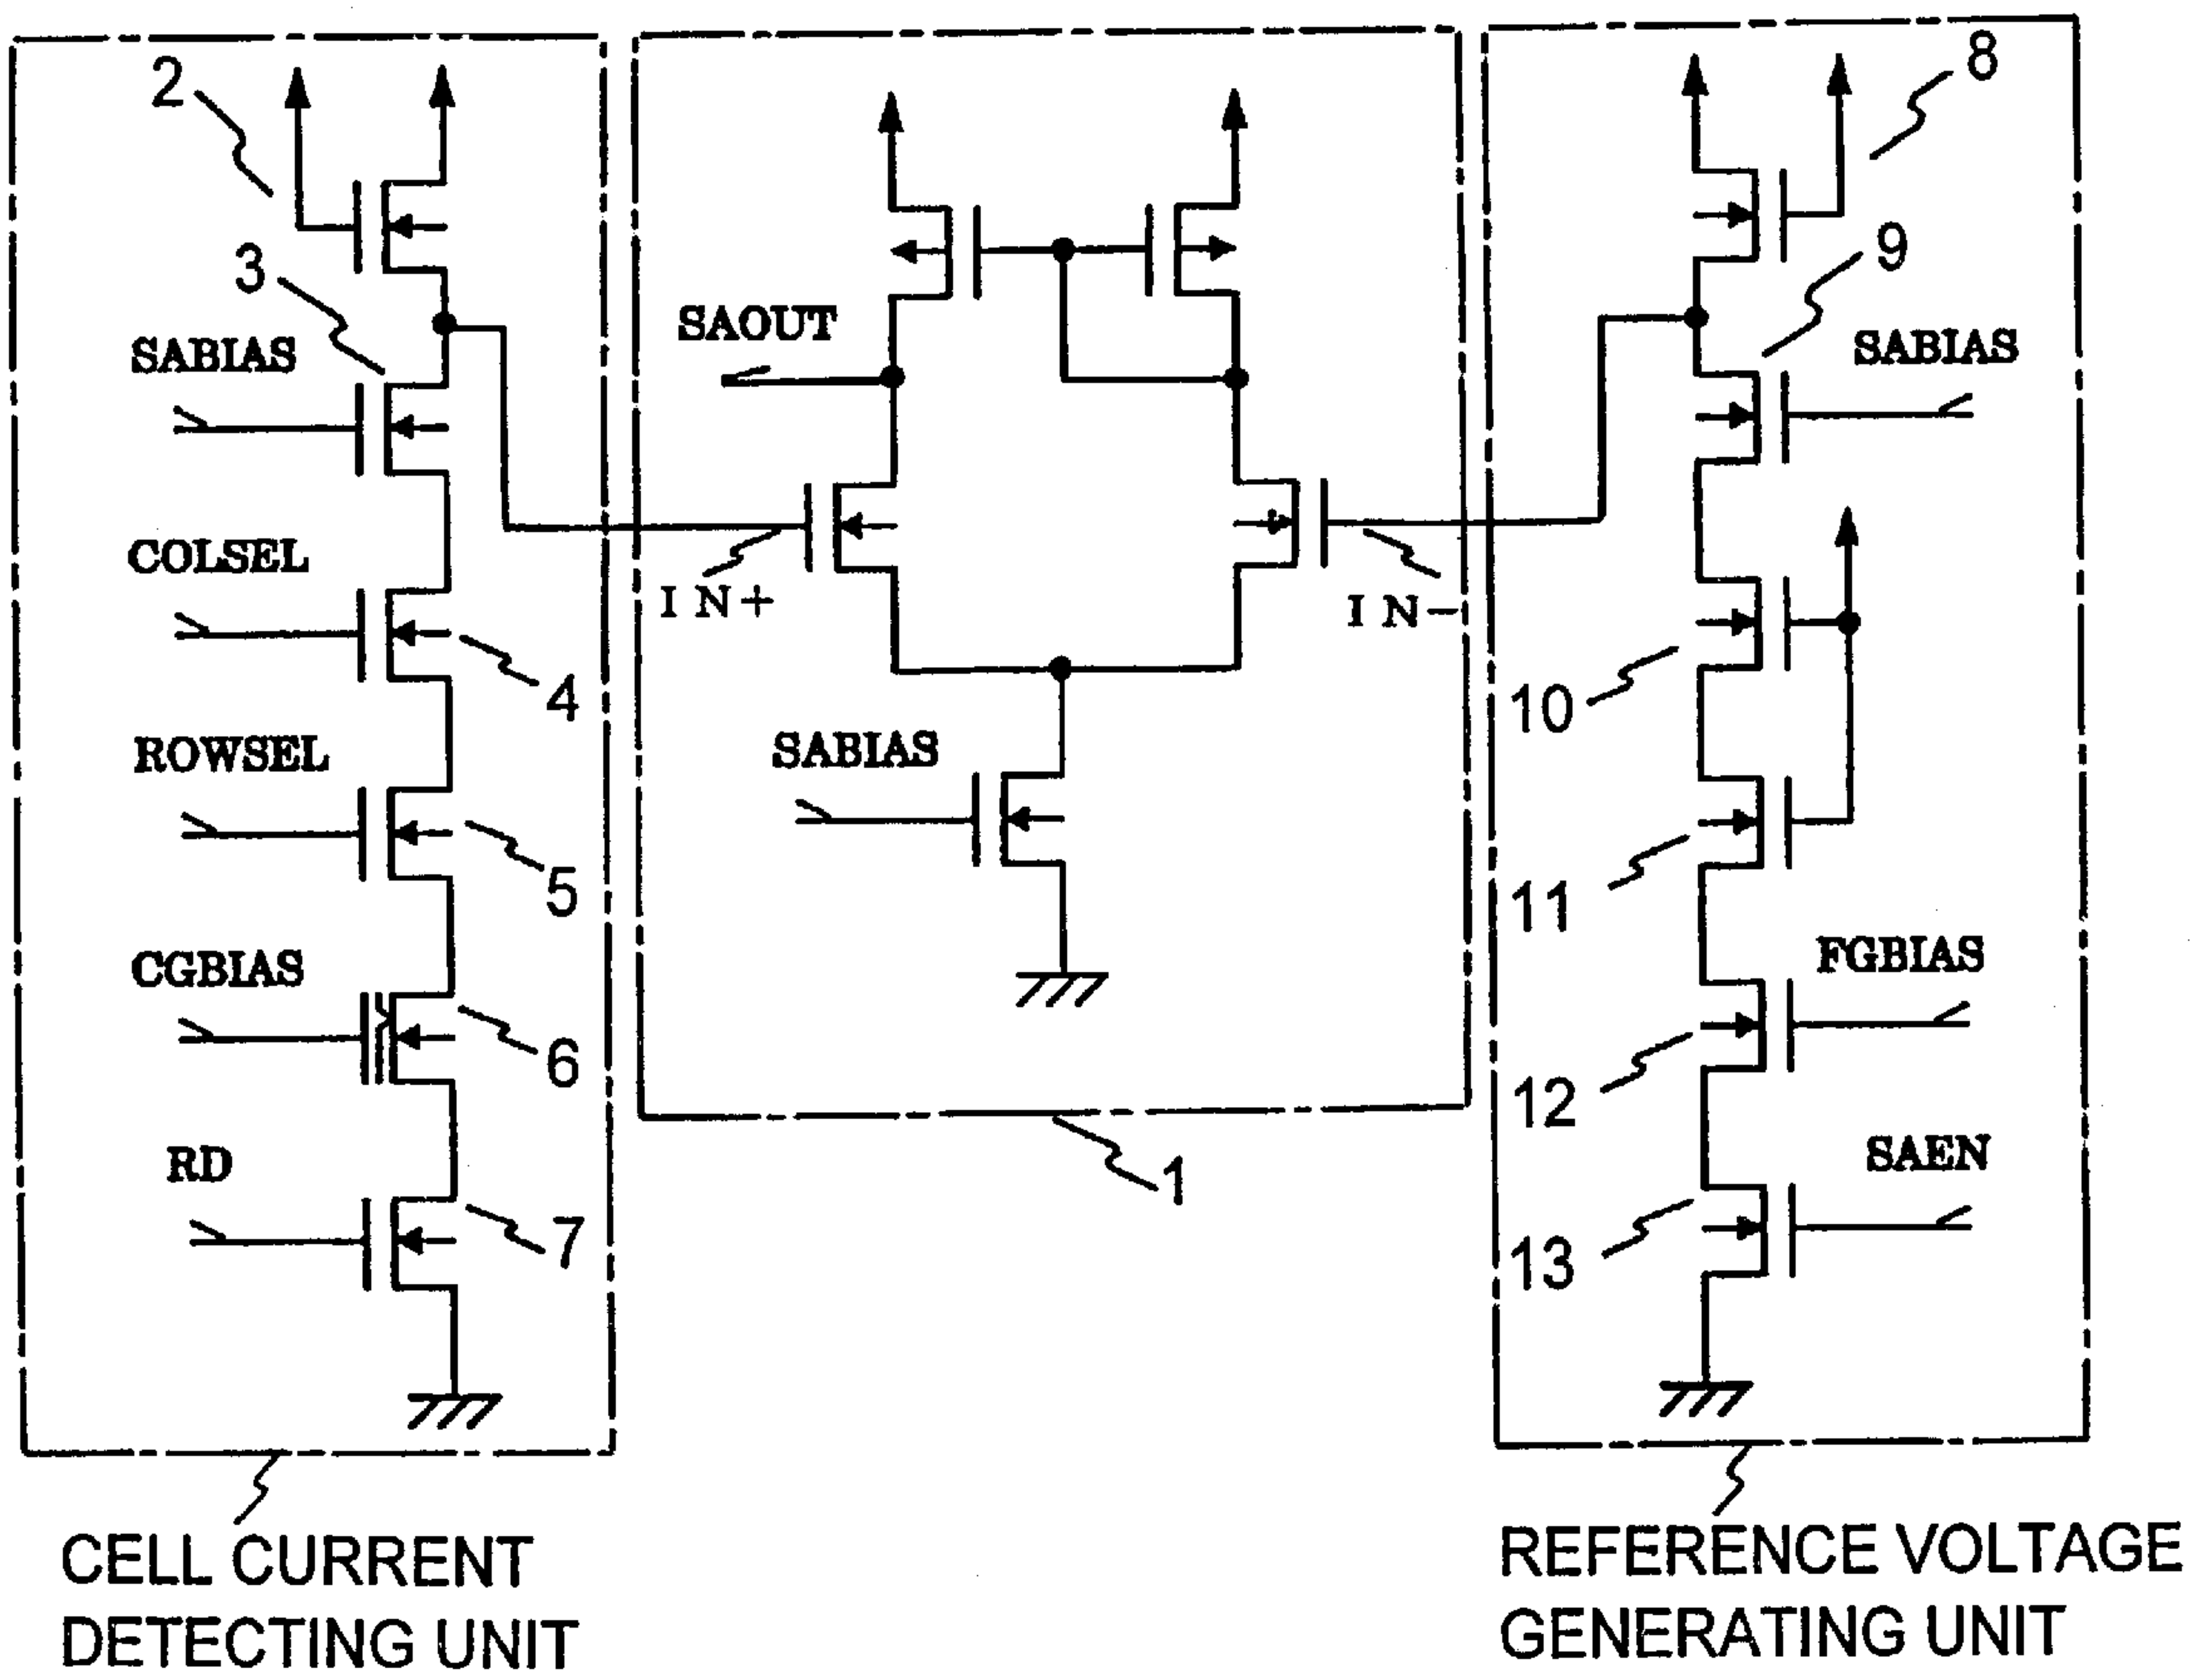 2
8
3
9
SAOUT
SABIAS
SABIAS
COLSEL
I N+
I N−
4
10
ROWSEL
SABIAS
5
11
CGBIAS
FGBIAS
6
12
RD
SAEN
1
7
13
CELL CURRENT
DETECTING UNIT
REFERENCE VOLTAGE
GENERATING UNIT